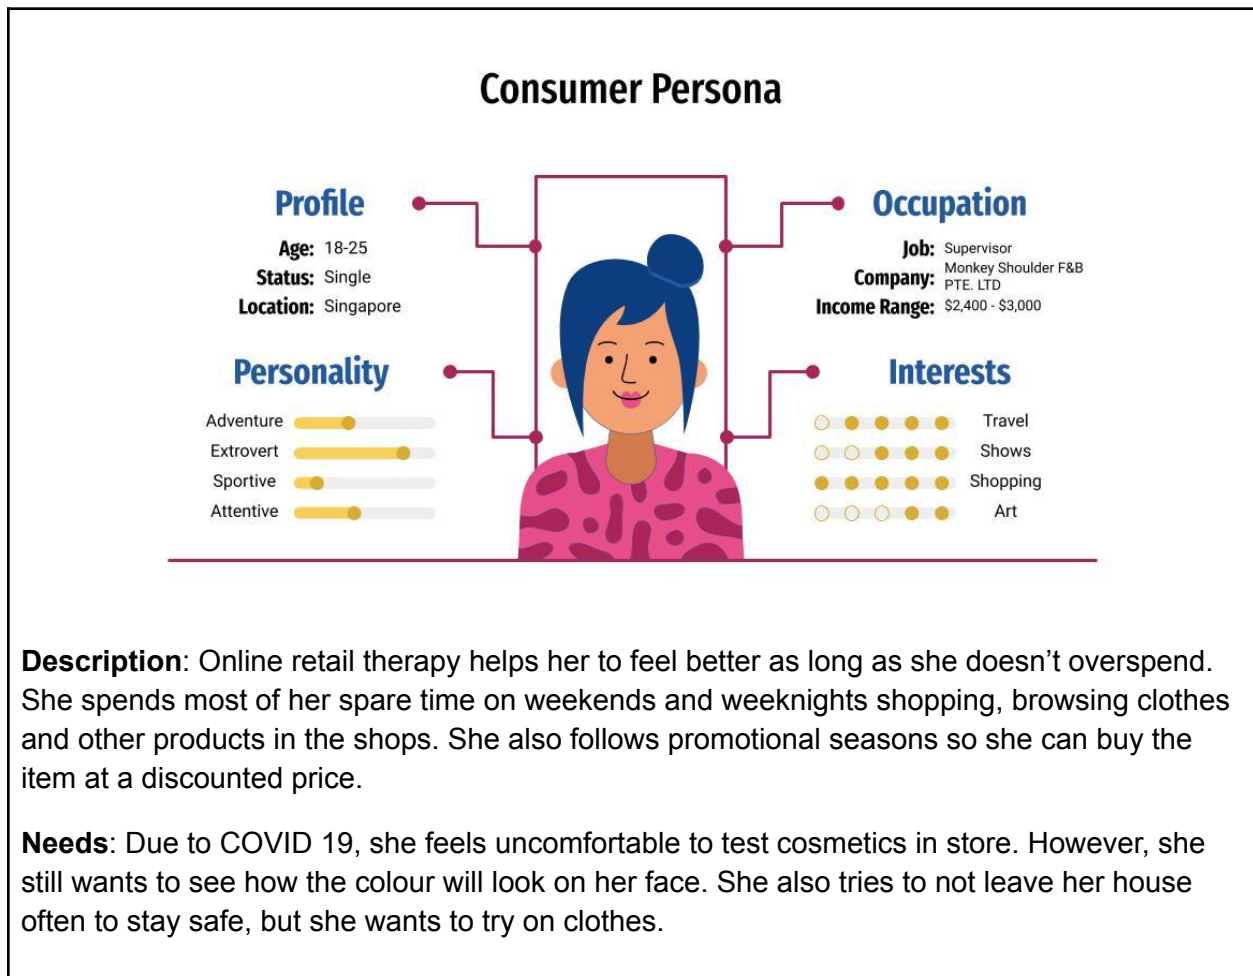 Consumer Persona
Profile
Age: 18-25
Status: Single
Location: Singapore
Occupation
Job: Supervisor
Company: Monkey Shoulder F&B
PTE. LTD
Income Range: $2,400 - $3,000
Personality
Adventure
Extrovert
Sportive
Attentive
Interests
Travel
Shows
Shopping
Art
Description: Online retail therapy helps her to feel better as long as she doesn’t overspend.
She spends most of her spare time on weekends and weeknights shopping, browsing clothes
and other products in the shops. She also follows promotional seasons so she can buy the
item at a discounted price.
Needs: Due to COVID 19, she feels uncomfortable to test cosmetics in store. However, she
still wants to see how the colour will look on her face. She also tries to not leave her house
often to stay safe, but she wants to try on clothes.